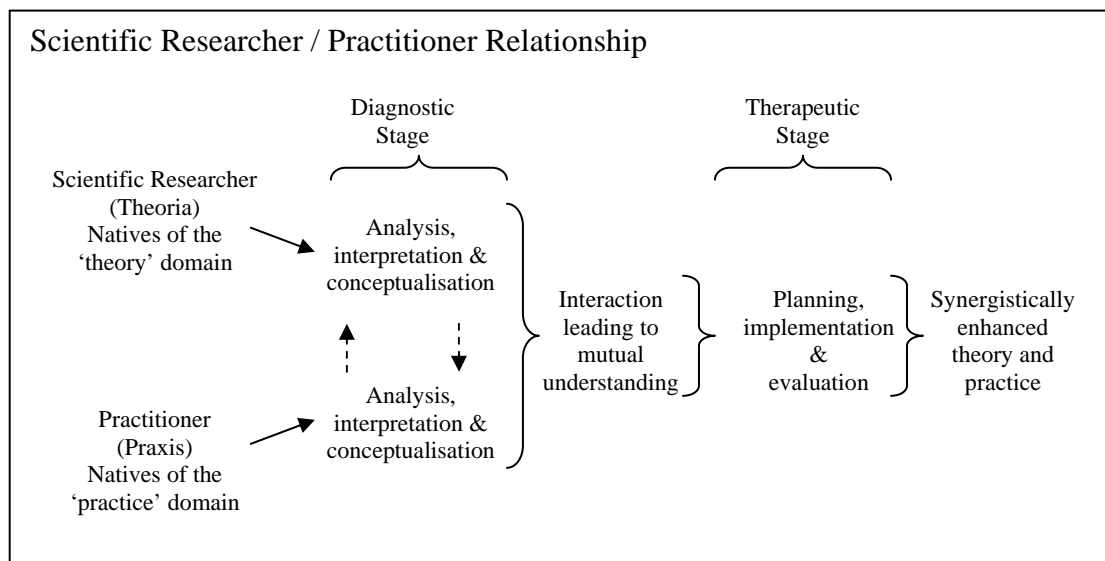 Scientific Researcher / Practitioner Relationship
Diagnostic
Stage
Therapeutic
Stage
Scientific Researcher
(Theoria)
Natives of the
‘theory’ domain
Analysis,
interpretation &
conceptualisation
Practitioner
(Praxis)
Natives of the
‘practice’ domain
Analysis,
interpretation &
conceptualisation
Interaction
leading to
mutual
understanding
Planning,
implementation
&
evaluation
Synergistically
enhanced
theory and
practice